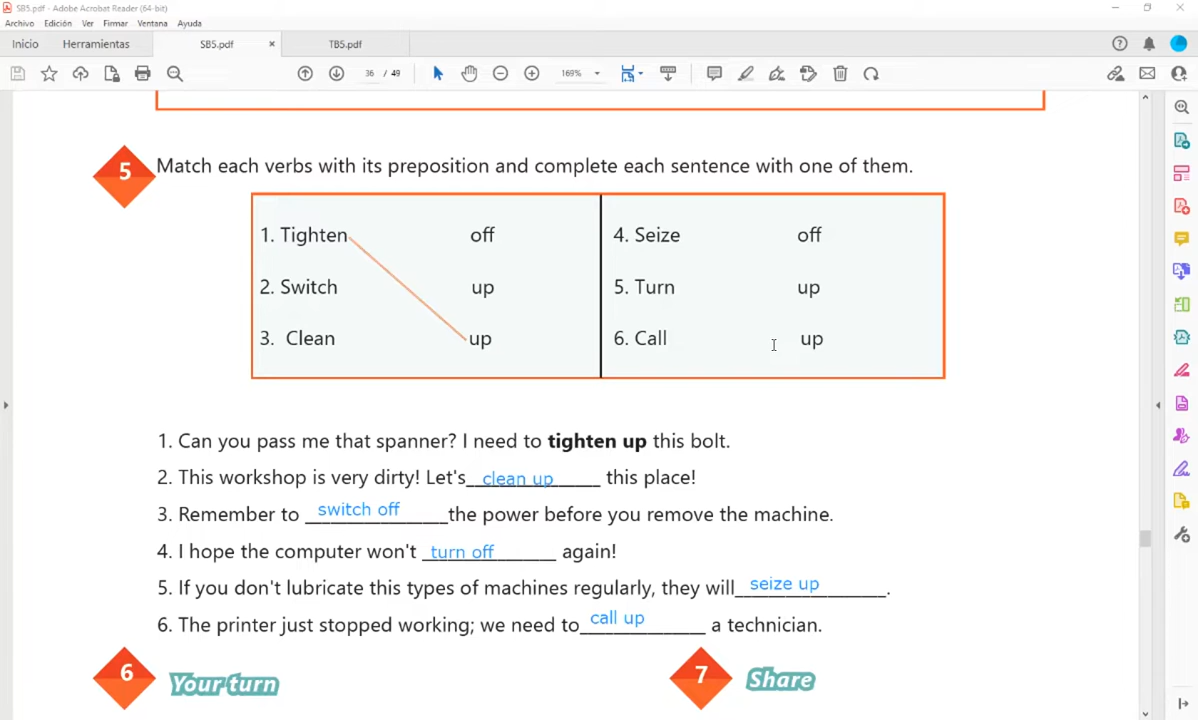 SB5.pdf - Adobe Acrobat Reader (64-bit)
Archivo Edición Ver Firmar Ventana Ayuda
Inicio Herramientas SB5.pdf × TB5.pdf
36 / 49 169%
5 Match each verbs with its preposition and complete each sentence with one of them.
1. Tighten off 4. Seize off
2. Switch up 5. Turn up
3. Clean up 6. Call up
1. Can you pass me that spanner? I need to tighten up this bolt.
2. This workshop is very dirty! Let's clean up this place!
3. Remember to switch off the power before you remove the machine.
4. I hope the computer won't turn off again!
5. If you don't lubricate this types of machines regularly, they will seize up.
6. The printer just stopped working; we need to call up a technician.
6 Your turn 7 Share